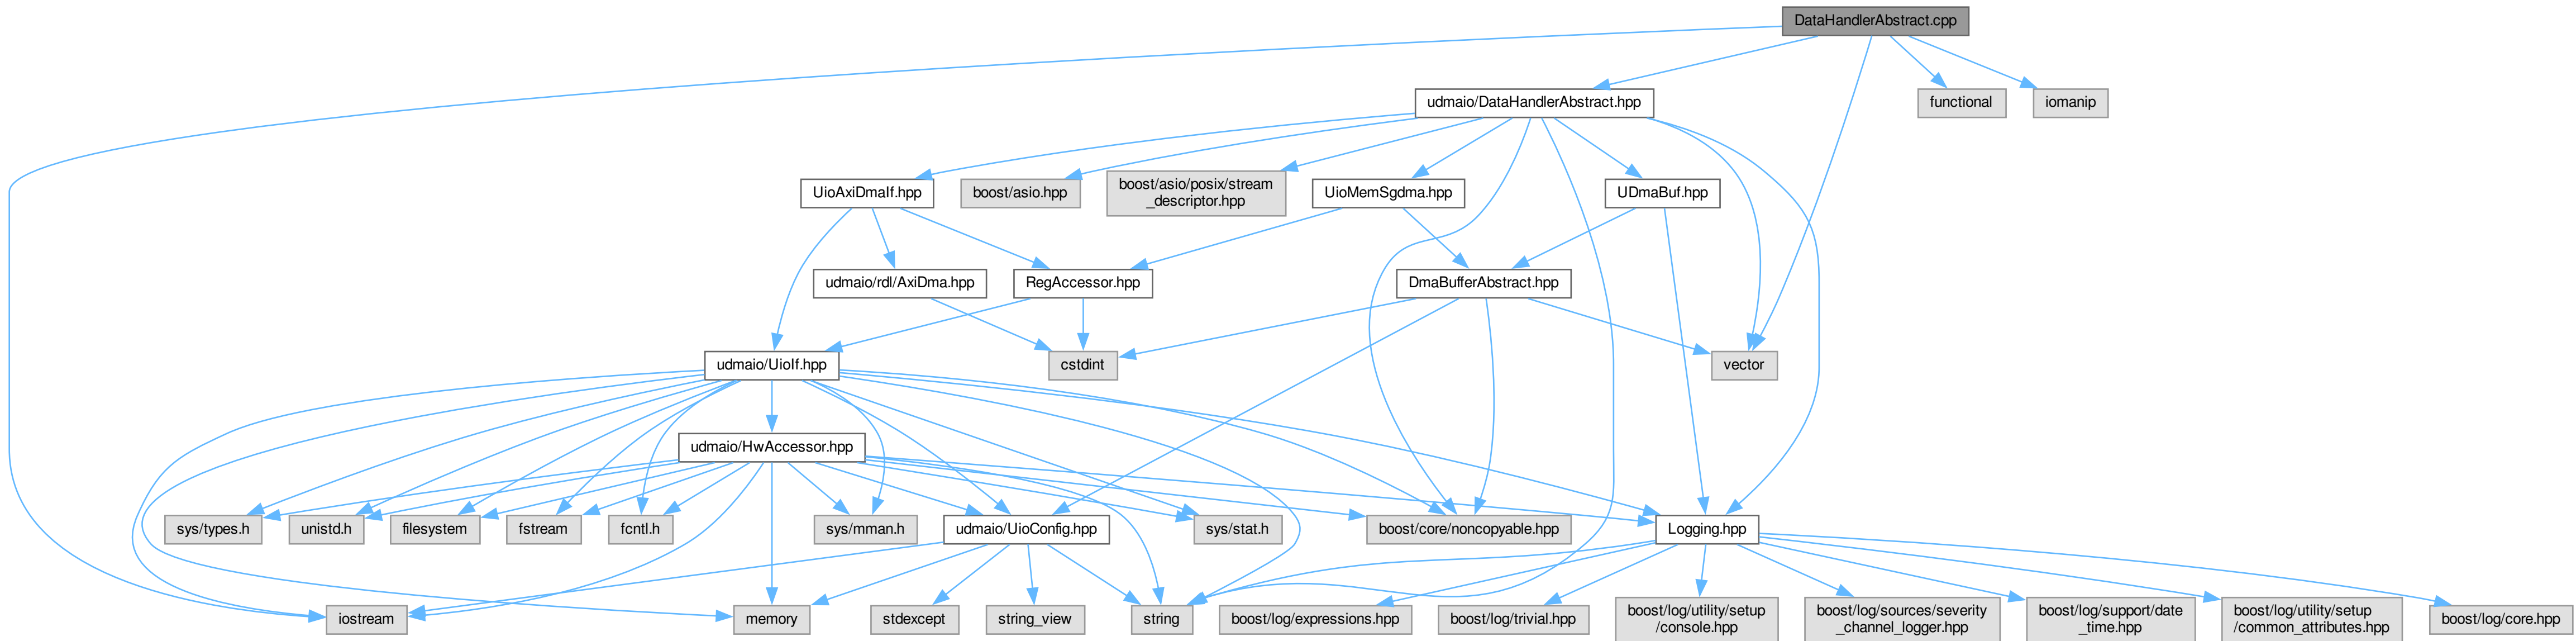 DataHandlerAbstract.cpp
udmaio/DataHandlerAbstract.hpp
functional
iomanip
UioAxiDmaIf.hpp
boost/asio.hpp
boost/asio/posix/stream
_descriptor.hpp
UioMemSgdma.hpp
UDmaBuf.hpp
udmaio/rdl/AxiDma.hpp
RegAccessor.hpp
DmaBufferAbstract.hpp
udmaio/UioIf.hpp
cstdint
vector
udmaio/HwAccessor.hpp
sys/types.h
unistd.h
filesystem
fstream
fcntl.h
sys/mman.h
udmaio/UioConfig.hpp
sys/stat.h
boost/core/noncopyable.hpp
Logging.hpp
iostream
memory
stdexcept
string_view
string
boost/log/expressions.hpp
boost/log/trivial.hpp
boost/log/utility/setup
/console.hpp
boost/log/sources/severity
_channel_logger.hpp
boost/log/support/date
_time.hpp
boost/log/utility/setup
/common_attributes.hpp
boost/log/core.hpp